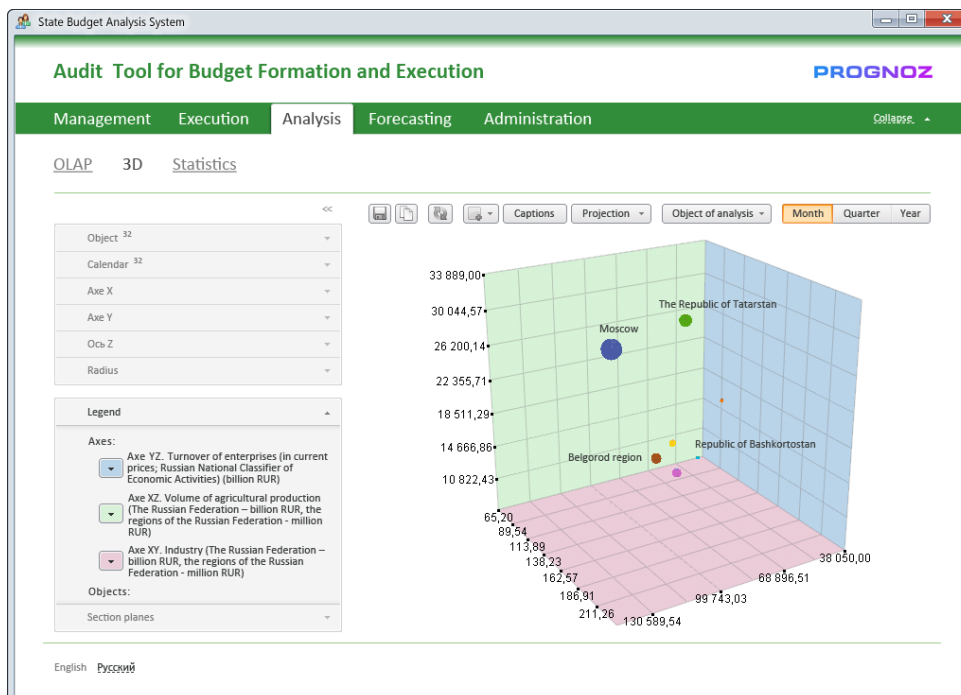 State Budget Analysis System
Audit Tool for Budget Formation and Execution
PROGNOZ
Management Execution Analysis Forecasting Administration Collapse
OLAP 3D Statistics
<<
Captions Projection Object of analysis Month Quarter Year
Object 32
Calendar 32
Axe X
Axe Y
Ось Z
Radius
Legend
Axes:
Axe YZ. Turnover of enterprises (in current
prices; Russian National Classifier of
Economic Activities) (billion RUR)
Axe XZ. Volume of agricultural production
(The Russian Federation – billion RUR, the
regions of the Russian Federation - million
RUR)
Axe XY. Industry (The Russian Federation –
billion RUR, the regions of the Russian
Federation - million RUR)
Objects:
Section planes
33 889,00
30 044,57
26 200,14
22 355,71
18 511,29
14 666,86
10 822,43
The Republic of Tatarstan
Moscow
Republic of Bashkortostan
Belgorod region
65,20
89,54
113,89
138,23
162,57
186,91
211,26
38 050,00
68 896,51
99 743,03
130 589,54
English Русский